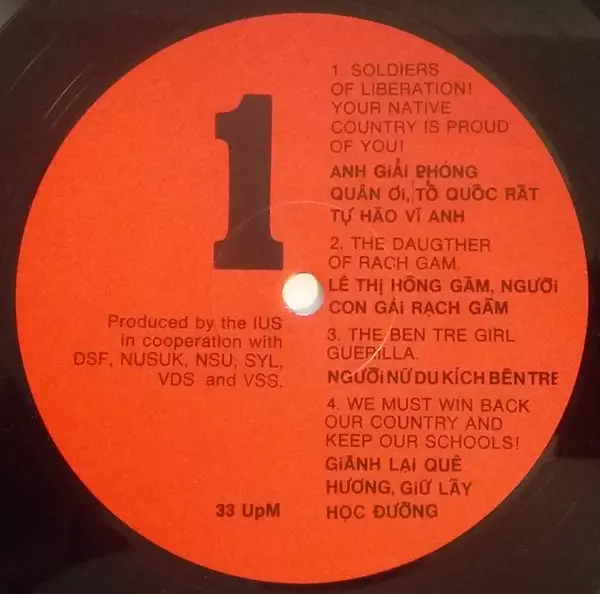 1
1. SOLDIERS
OF LIBERATION!
YOUR NATIVE
COUNTRY IS PROUD
OF YOU!
ANH GIẢI PHÓNG
QUÂN ƠI, TỔ QUỐC RẤT
TỰ HÀO VÌ ANH
2. THE DAUGTHER
OF RACH GAM.
LÊ THỊ HỒNG GẤM, NGƯỜI
CON GÁI RẠCH GẦM
3. THE BEN TRE GIRL
GUERILLA.
NGƯỜI NỮ DU KÍCH BẾN TRE
4. WE MUST WIN BACK
OUR COUNTRY AND
KEEP OUR SCHOOLS!
GIÀNH LẠI QUÊ
HƯƠNG, GIỮ LẤY
HỌC ĐƯỜNG
Produced by the IUS
in cooperation with
DSF, NUSUK, NSU, SYL,
VDS and VSS.
33 UpM